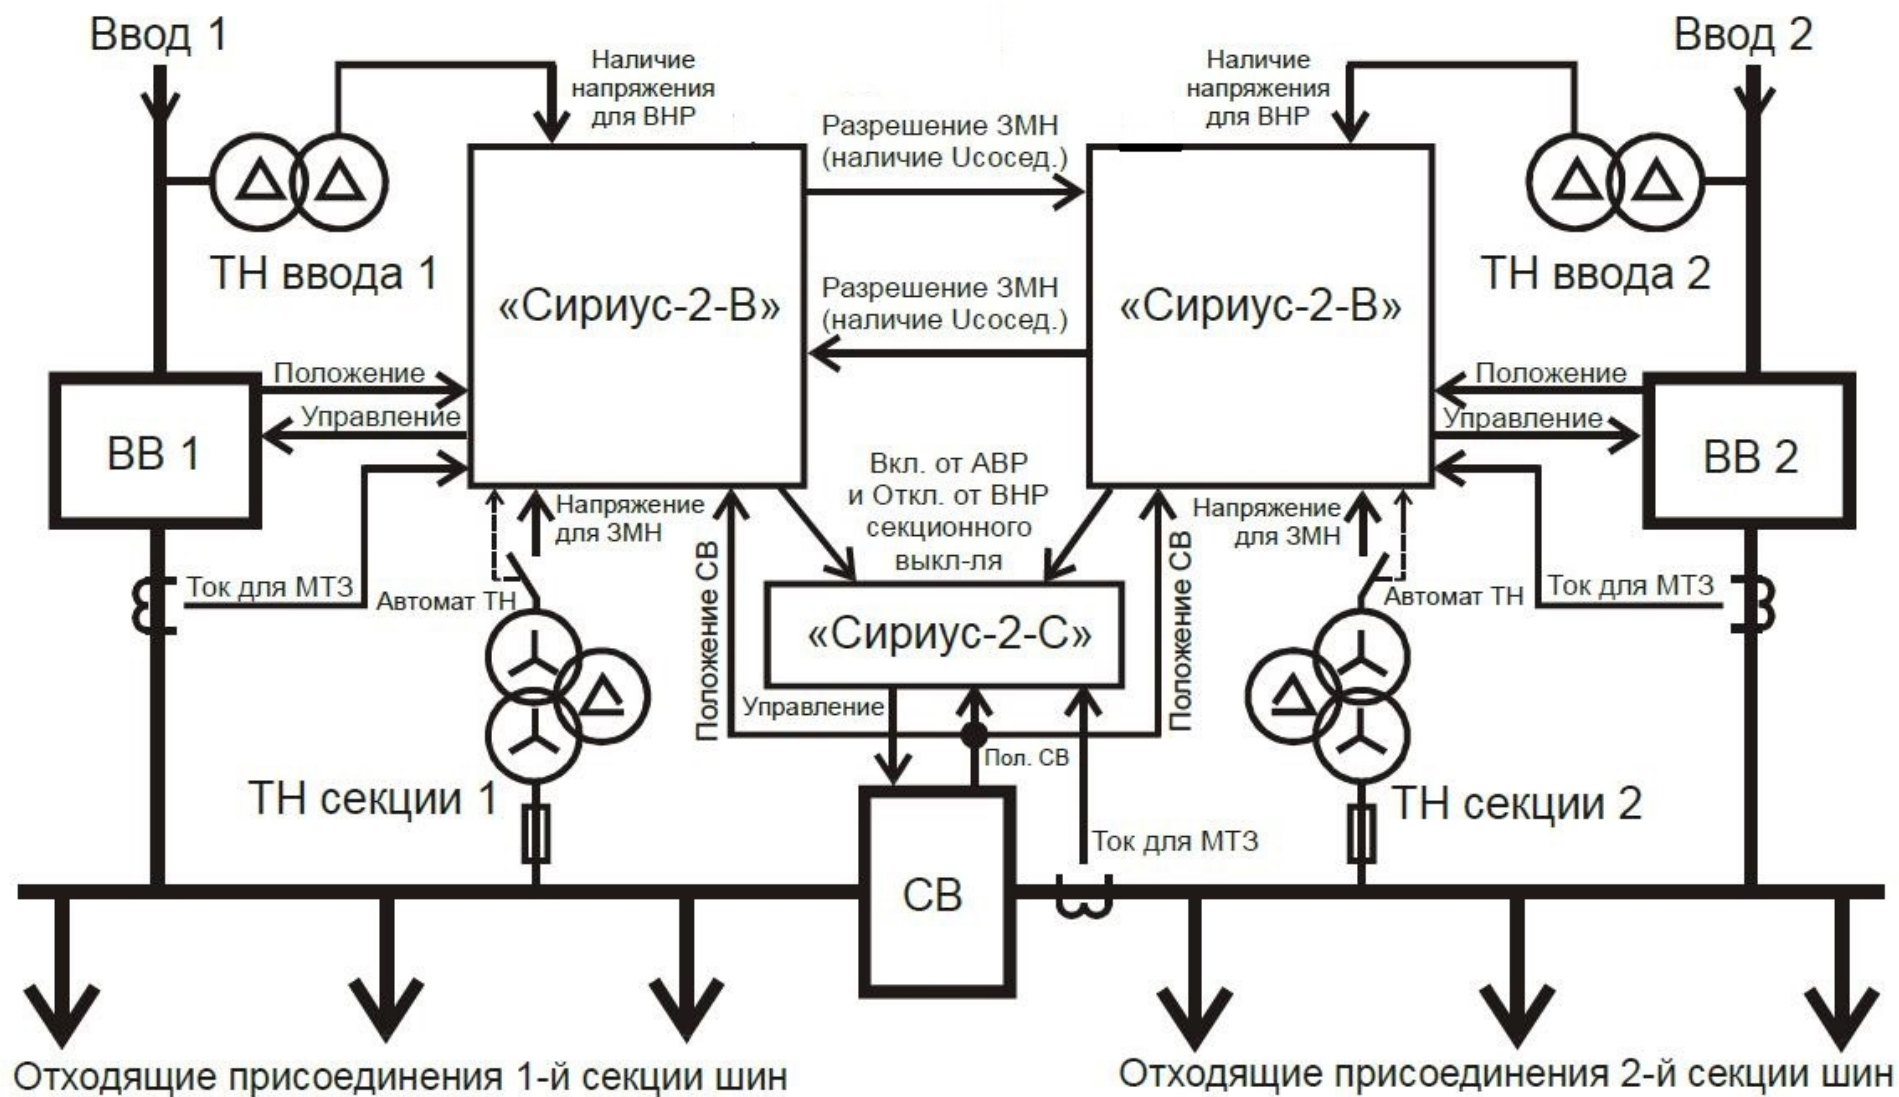 Ввод 1
Ввод 2
Наличие
напряжения
для ВНР
Наличие
напряжения
для ВНР
Разрешение ЗМН
(наличие Uсосед.)
ТН ввода 1
ТН ввода 2
«Сириус-2-В»
Разрешение ЗМН
(наличие Uсосед.)
«Сириус-2-В»
Положение
Управление
ВВ 1
Положение
Управление
ВВ 2
Вкл. от АВР
и Откл. от ВНР
секционного
выкл-ля
Напряжение
для ЗМН
Напряжение
для ЗМН
Ток для МТЗ
Автомат ТН
Положение СВ
Положение СВ
Автомат ТН
Ток для МТЗ
«Сириус-2-С»
Управление
Пол. СВ
ТН секции 1
ТН секции 2
Ток для МТЗ
СВ
Отходящие присоединения 1-й секции шин
Отходящие присоединения 2-й секции шин